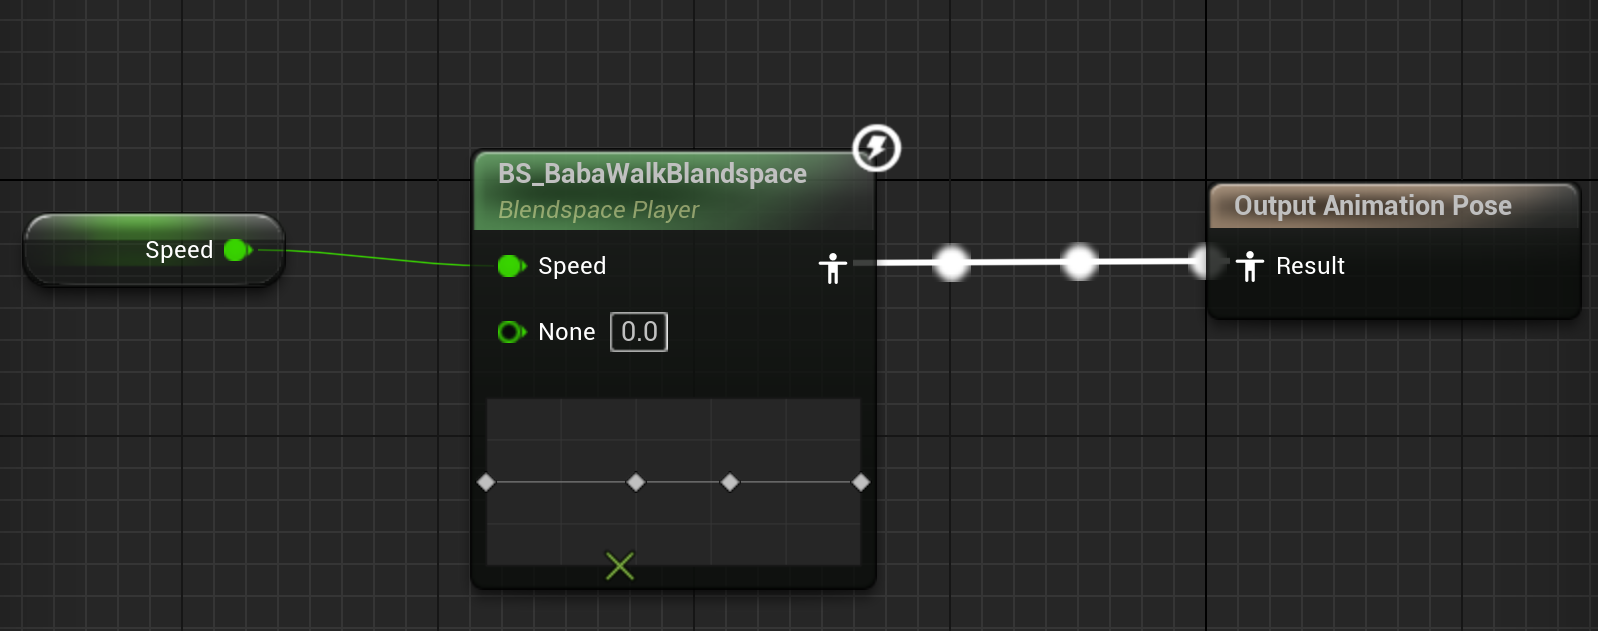 Speed
BS_BabaWalkBlandspace
Blendspace Player
Speed
None 0.0
Output Animation Pose
Result